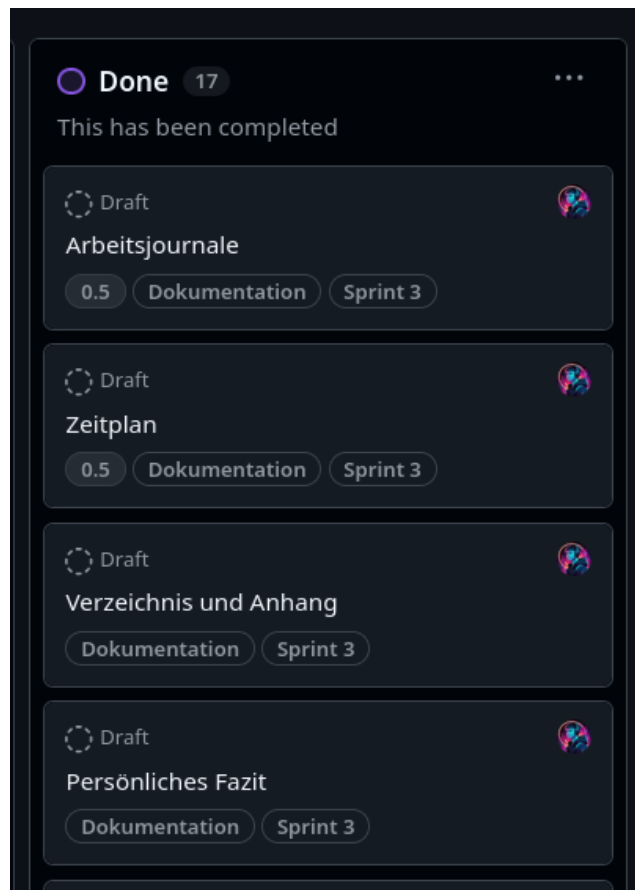 Done 17
This has been completed
Draft
Arbeitsjournale
0.5 Dokumentation Sprint 3
Draft
Zeitplan
0.5 Dokumentation Sprint 3
Draft
Verzeichnis und Anhang
Dokumentation Sprint 3
Draft
Persönliches Fazit
Dokumentation Sprint 3